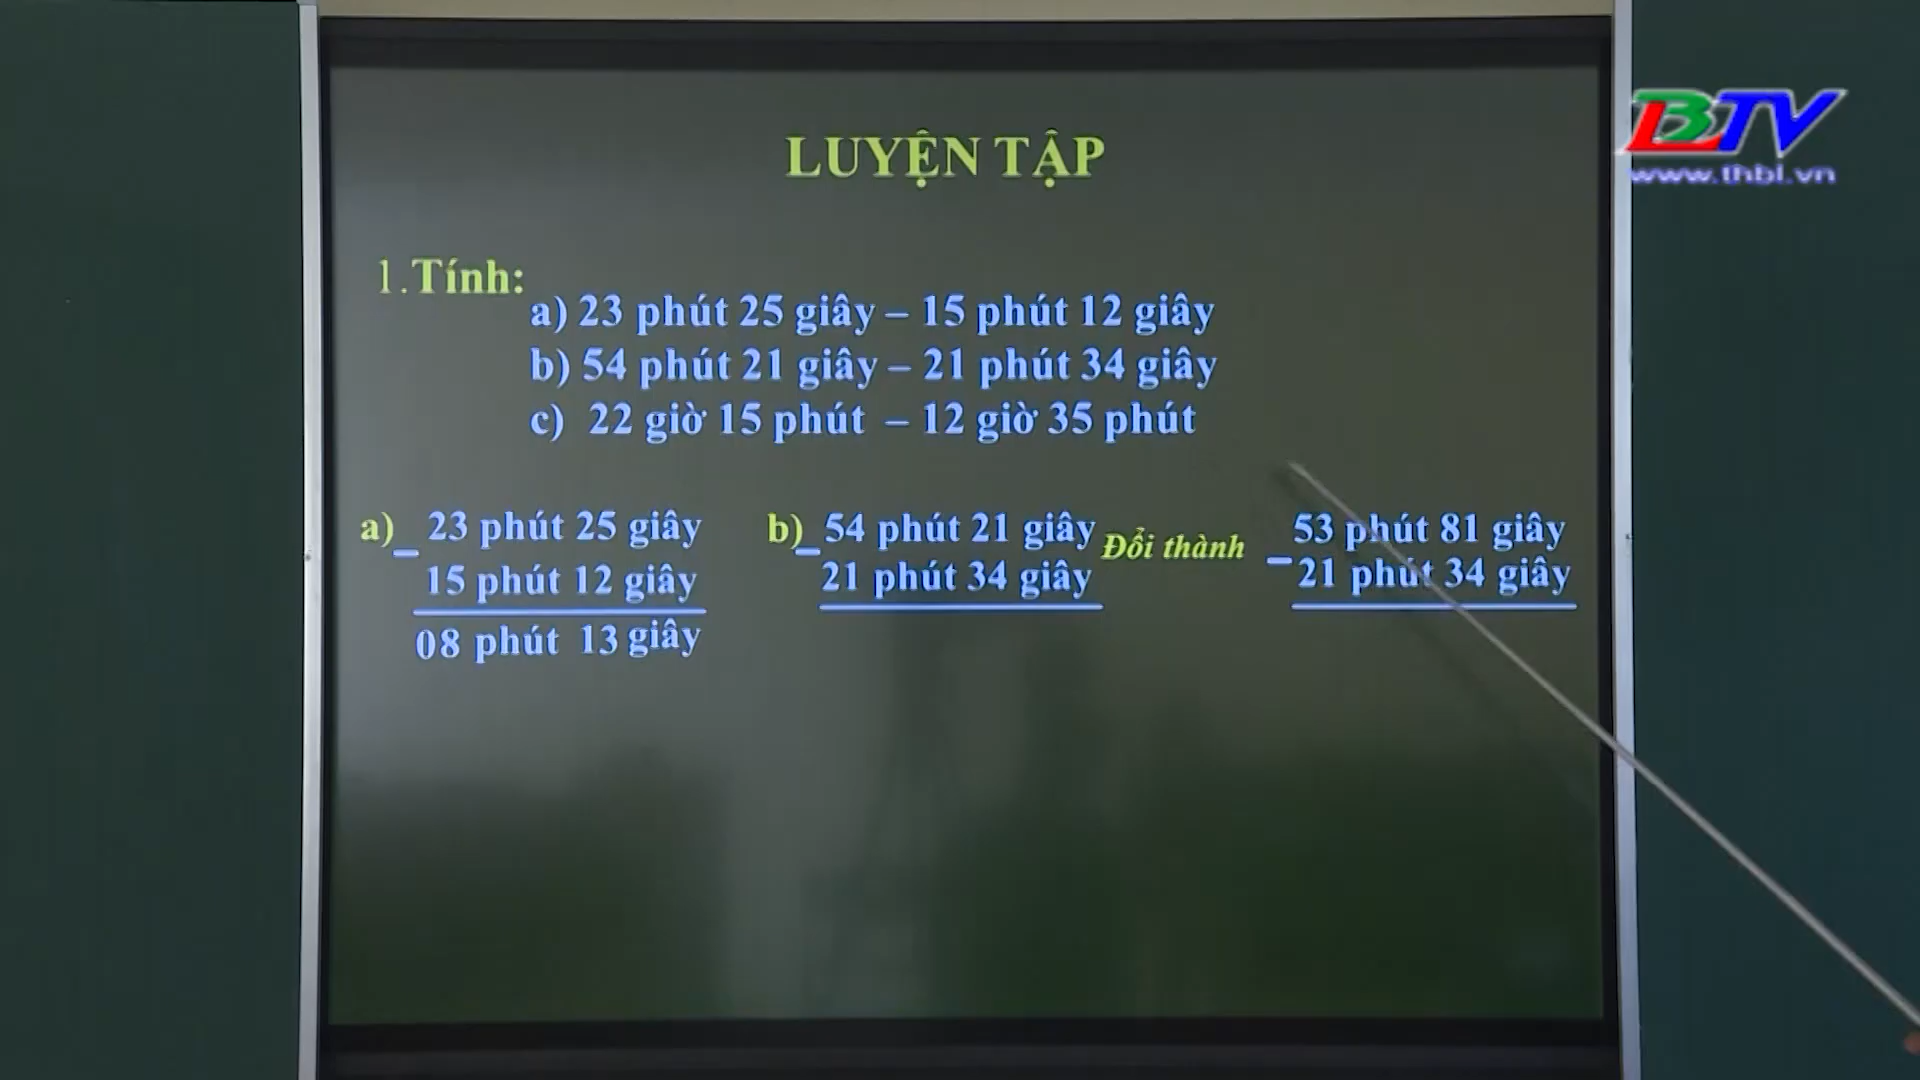 BTV
www.thbl.vn
LUYỆN TẬP
1.Tính:
a) 23 phút 25 giây – 15 phút 12 giây
b) 54 phút 21 giây – 21 phút 34 giây
c) 22 giờ 15 phút – 12 giờ 35 phút
a) – 23 phút 25 giây
15 phút 12 giây
08 phút 13 giây
b) – 54 phút 21 giây
21 phút 34 giây
Đổi thành
– 53 phút 81 giây
21 phút 34 giây